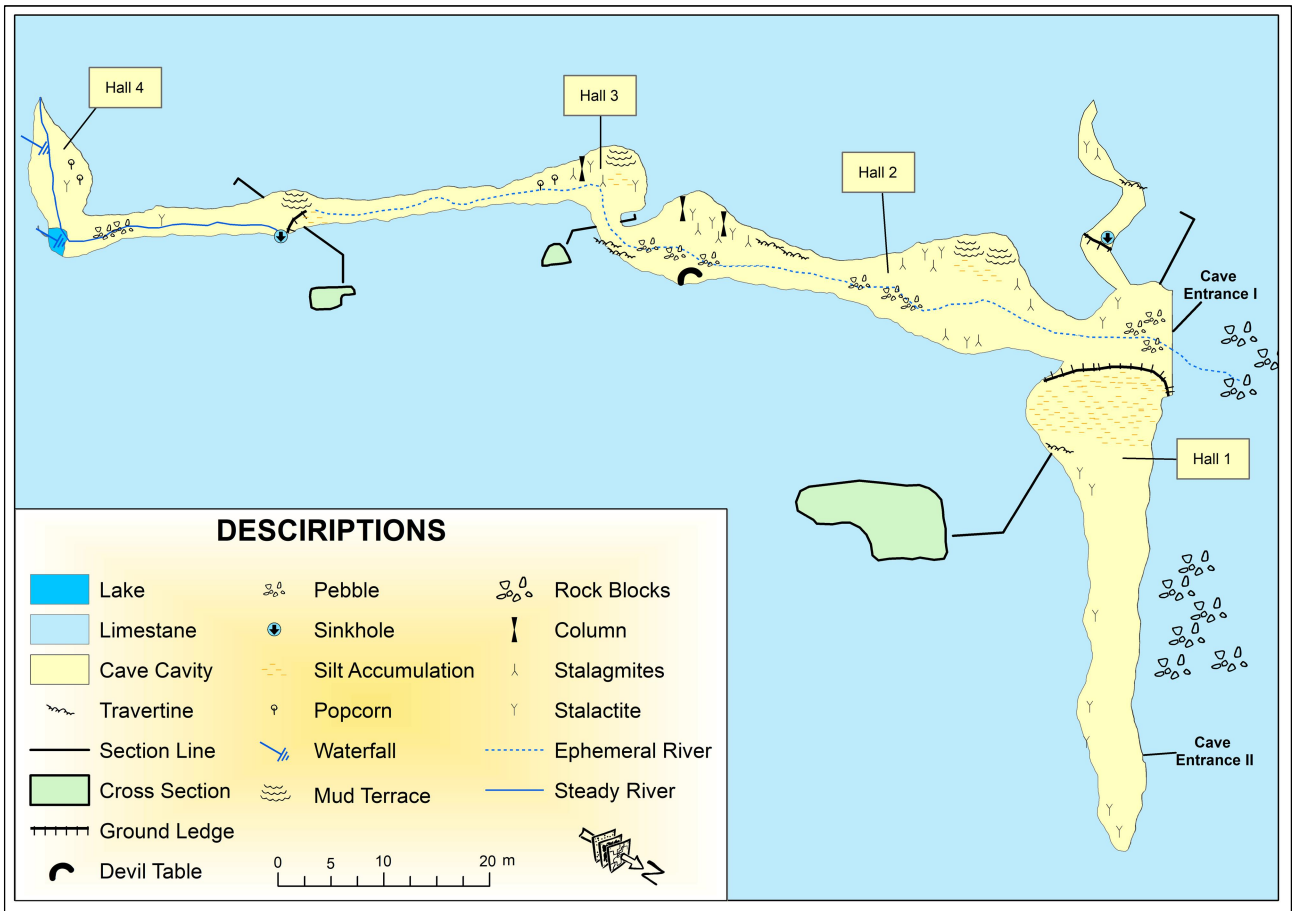 Hall 4
Hall 3
Hall 2
Cave
Entrance I
Hall 1
Cave
Entrance II
DESCIRIPTIONS
Lake
Pebble
Rock Blocks
Limestane
Sinkhole
Column
Cave Cavity
Silt Accumulation
Stalagmites
Travertine
Popcorn
Stalactite
Section Line
Waterfall
Ephemeral River
Cross Section
Mud Terrace
Steady River
Ground Ledge
Devil Table
0 5 10 20 m
N